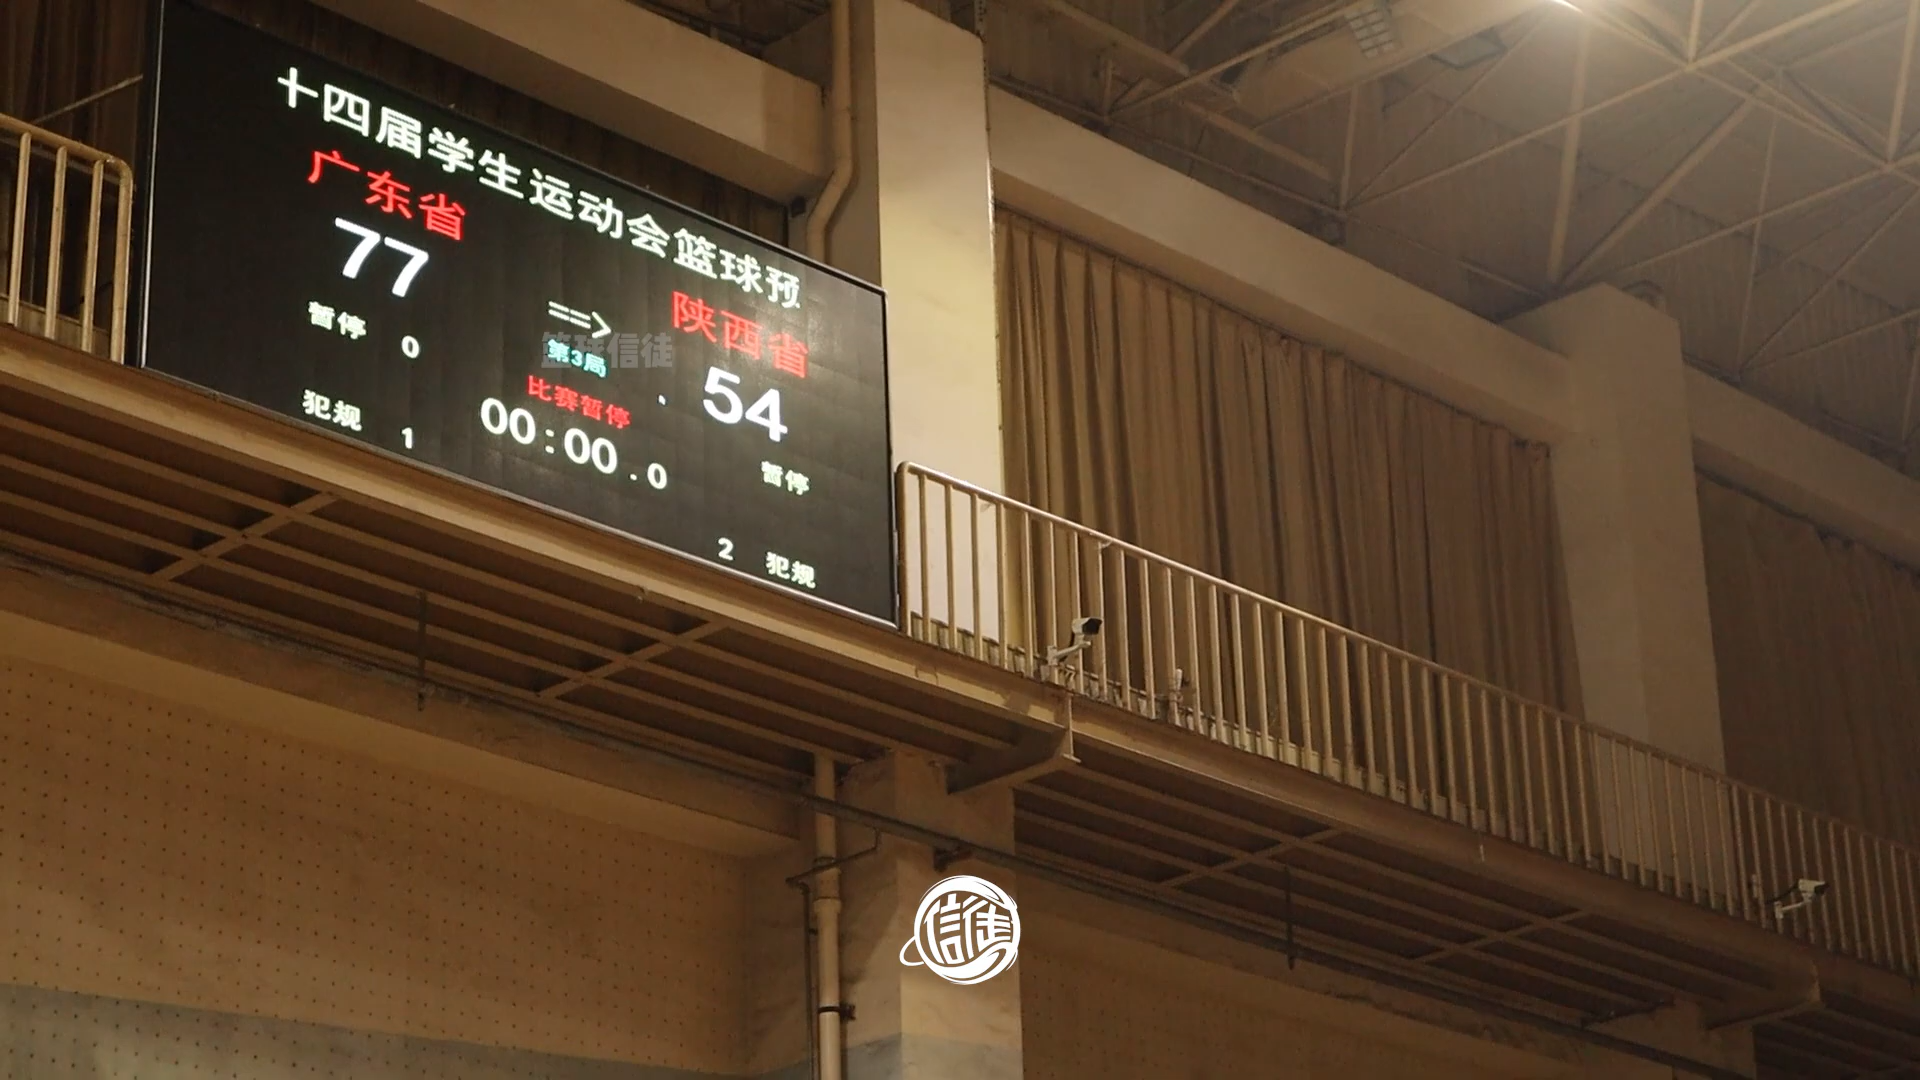 十四届学生运动会篮球预
广东省
77
==>
陕西省
54
暂停 0
第3局
篮球信徒
比赛暂停
00:00.0
犯规 1
暂停
2 犯规
信徒